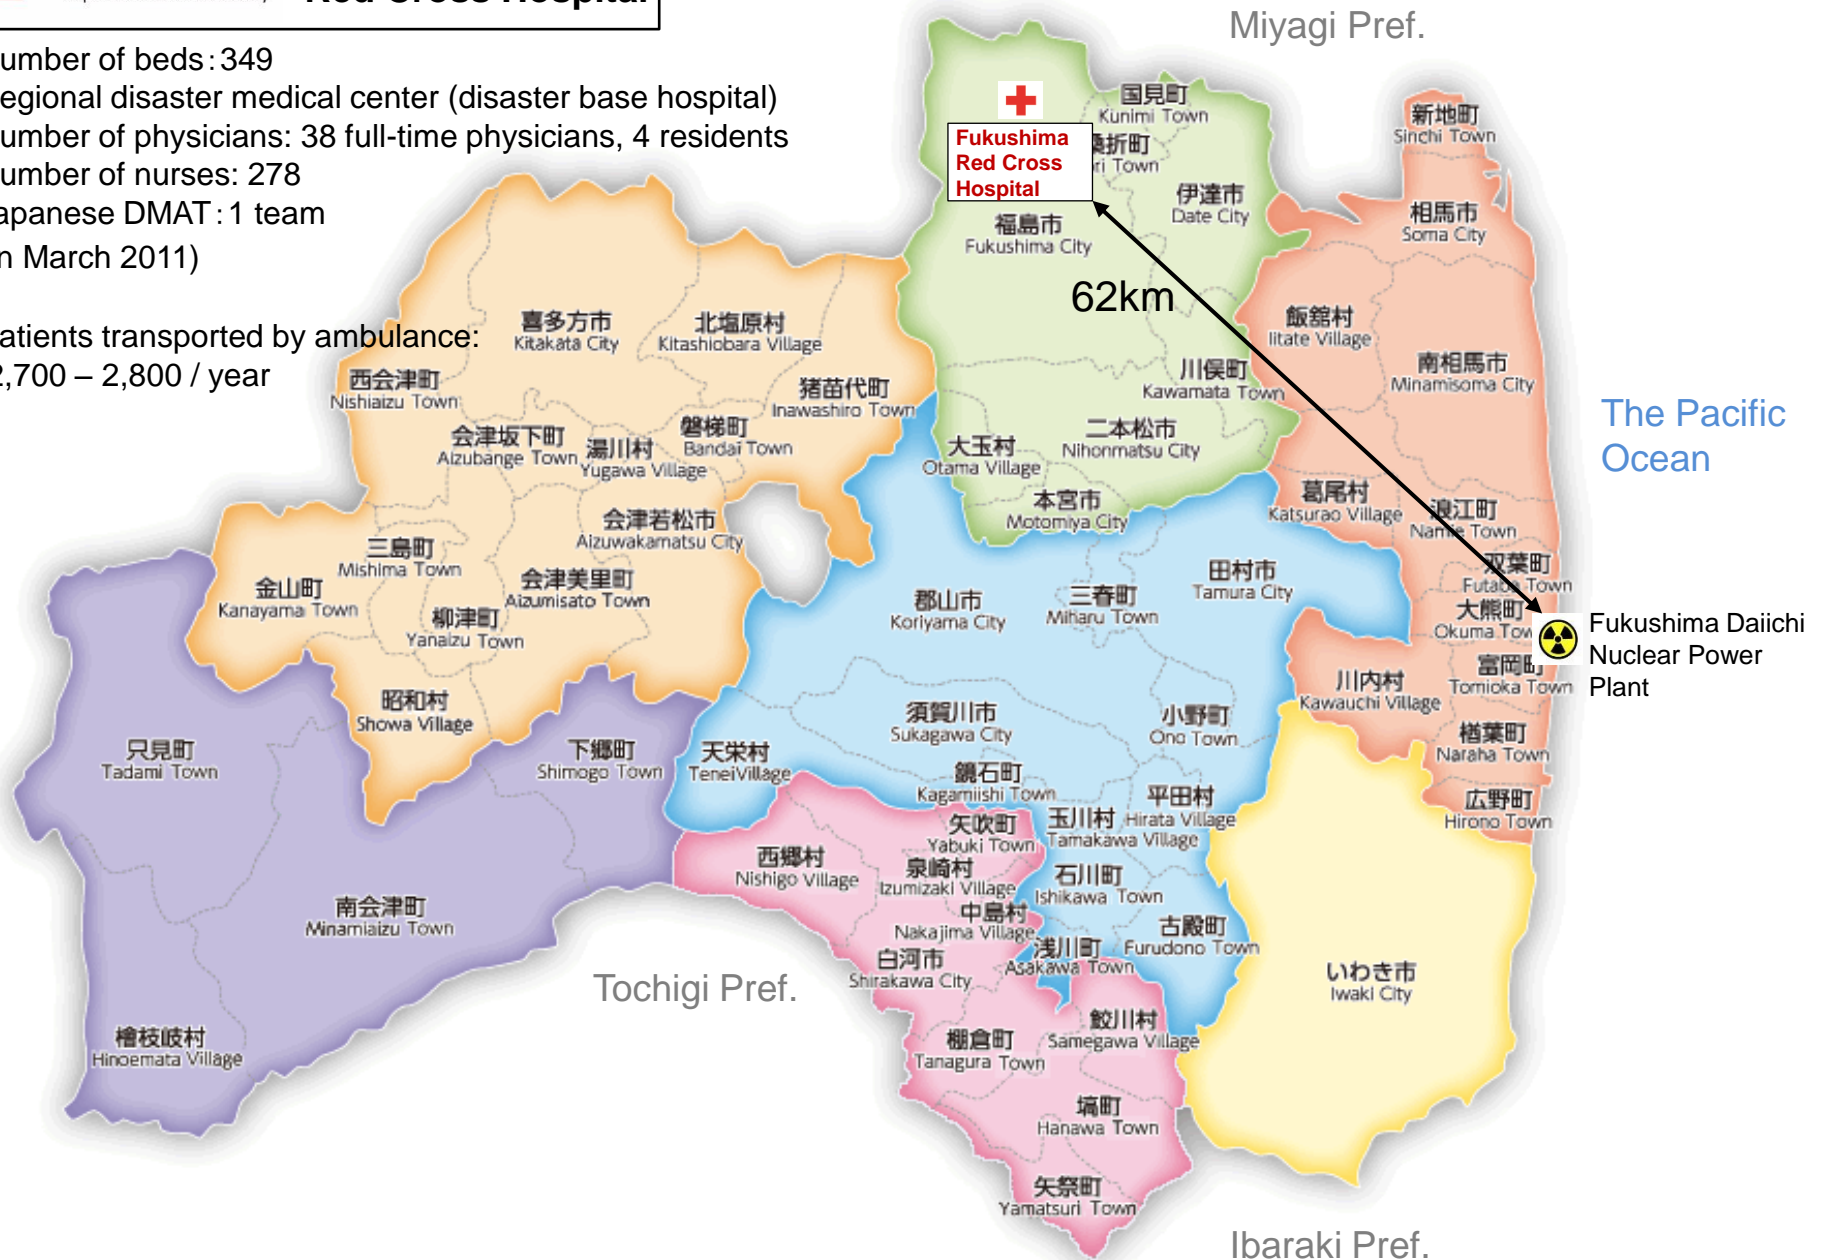 Red Cross Hospital
umber of beds：349
egional disaster medical center (disaster base hospital)
umber of physicians: 38 full-time physicians, 4 residents
umber of nurses: 278
apanese DMAT：1 team
n March 2011)
atients transported by ambulance:
2,700 – 2,800 / year
Miyagi Pref.
Fukushima
Red Cross
Hospital
国見町
Kunimi Town
桑折町
ri Town
伊達市
Date City
福島市
Fukushima City
新地町
Sinchi Town
相馬市
Soma City
62km
飯舘村
Iitate Village
南相馬市
Minamisoma City
川俣町
Kawamata Town
二本松市
Nihonmatsu City
大玉村
Otama Village
本宮市
Motomiya City
The Pacific
Ocean
喜多方市
Kitakata City
北塩原村
Kitashiobara Village
西会津町
Nishiaizu Town
猪苗代町
Inawashiro Town
会津坂下町
Aizubange Town
湯川村
Yugawa Village
磐梯町
Bandai Town
会津若松市
Aizuwakamatsu City
三島町
Mishima Town
金山町
Kanayama Town
柳津町
Yanaizu Town
会津美里町
Aizumisato Town
昭和村
Showa Village
葛尾村
Katsurao Village
浪江町
Namie Town
双葉町
Futaba Town
大熊町
Okuma Tow
Fukushima Daiichi
Nuclear Power
Plant
富岡町
Tomioka Town
川内村
Kawauchi Village
楢葉町
Naraha Town
広野町
Hirono Town
郡山市
Koriyama City
三春町
Miharu Town
田村市
Tamura City
須賀川市
Sukagawa City
小野町
Ono Town
天栄村
TeneiVillage
鏡石町
Kagamiishi Town
平田村
Hirata Village
玉川村
Tamakawa Village
石川町
Ishikawa Town
古殿町
Furudono Town
浅川町
Asakawa Town
只見町
Tadami Town
下郷町
Shimogo Town
南会津町
Minamiaizu Town
檜枝岐村
Hinoemata Village
矢吹町
Yabuki Town
西郷村
Nishigo Village
泉崎村
Izumizaki Village
中島村
Nakajima Village
白河市
Shirakawa City
棚倉町
Tanagura Town
鮫川村
Samegawa Village
塙町
Hanawa Town
矢祭町
Yamatsuri Town
いわき市
Iwaki City
Tochigi Pref.
Ibaraki Pref.